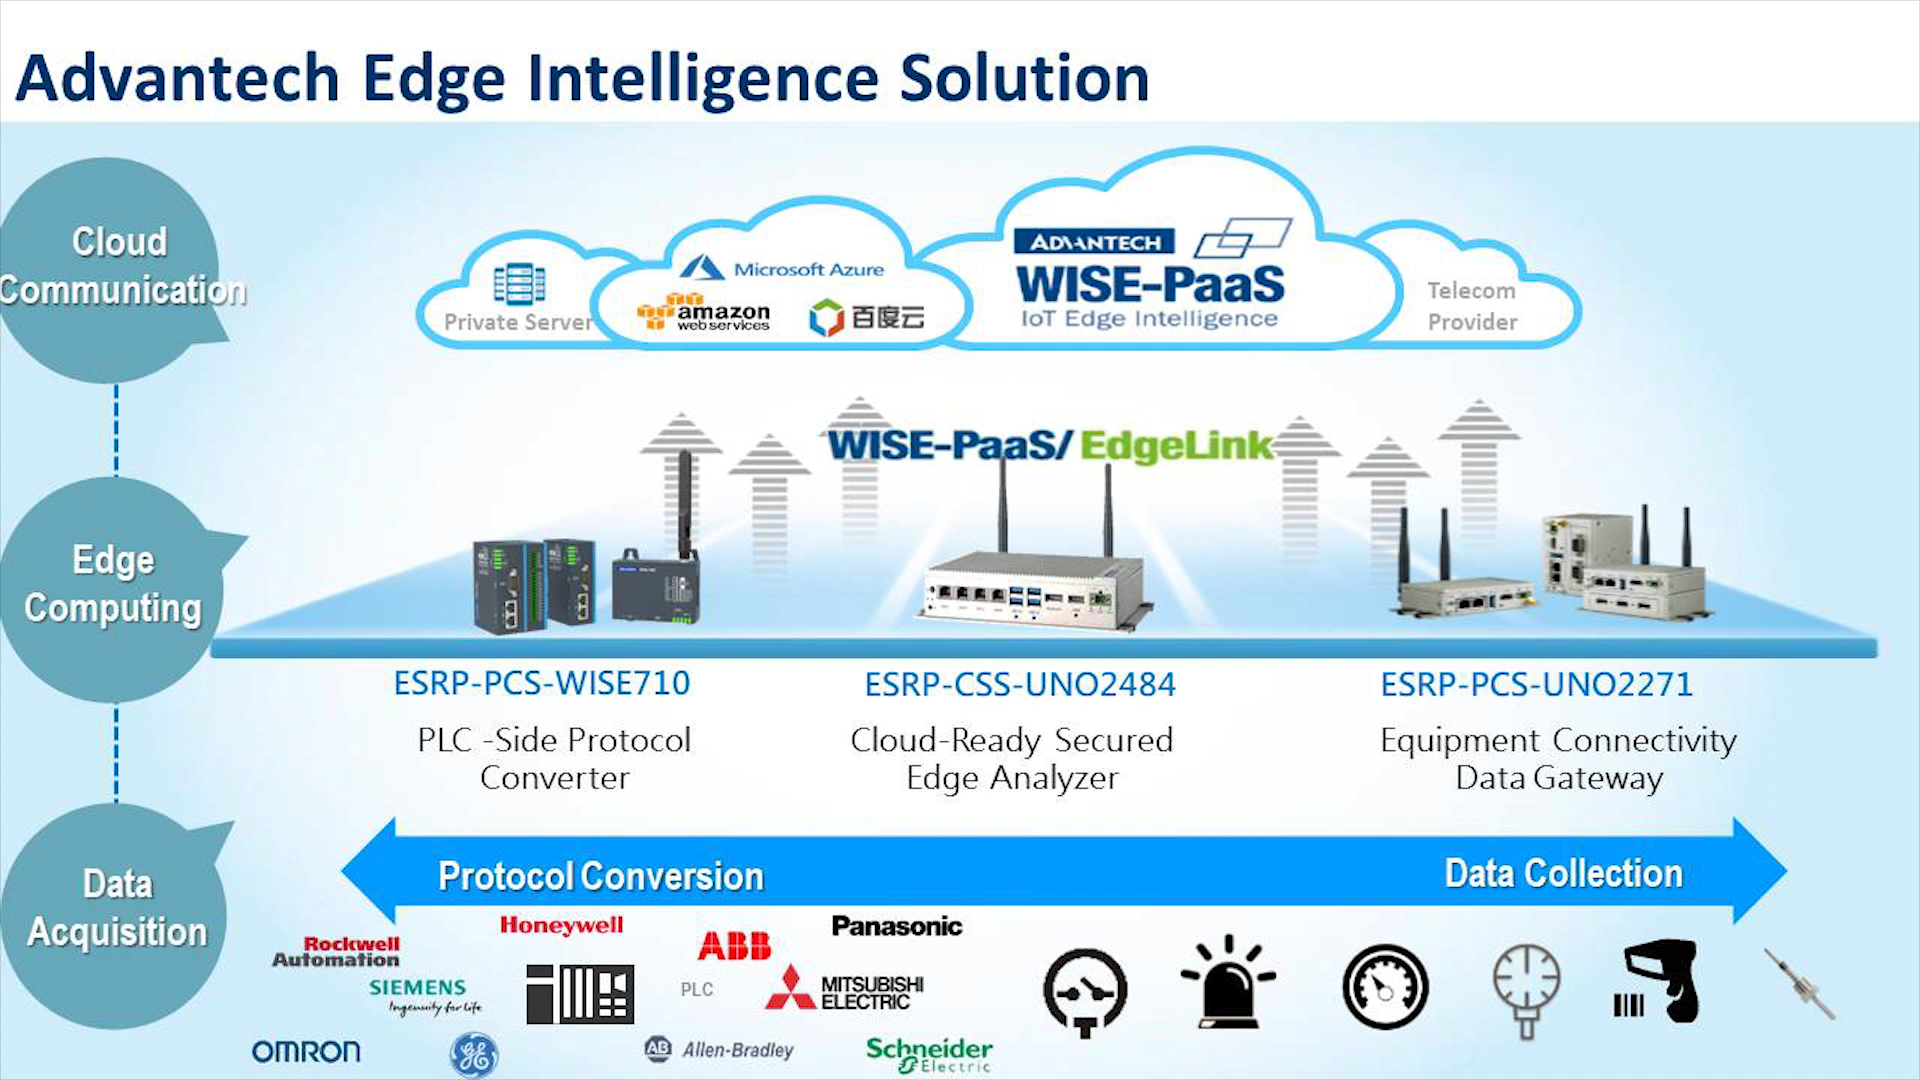 Advantech Edge Intelligence Solution
Cloud
Communication
Private Server
Microsoft Azure
amazon
webservices
百度云
ADVANTECH
WISE-PaaS
IoT Edge Intelligence
Telecom
Provider
WISE-PaaS/ EdgeLink
Edge
Computing
ESRP-PCS-WISE710
PLC -Side Protocol
Converter
ESRP-CSS-UNO2484
Cloud-Ready Secured
Edge Analyzer
ESRP-PCS-UNO2271
Equipment Connectivity
Data Gateway
Data
Acquisition
Protocol Conversion
Data Collection
Rockwell
Automation
Honeywell
ABB
Panasonic
SIEMENS
Ingenuity for life
PLC
MITSUBISHI
ELECTRIC
OMRON
GE
AB Allen-Bradley
Schneider
Electric